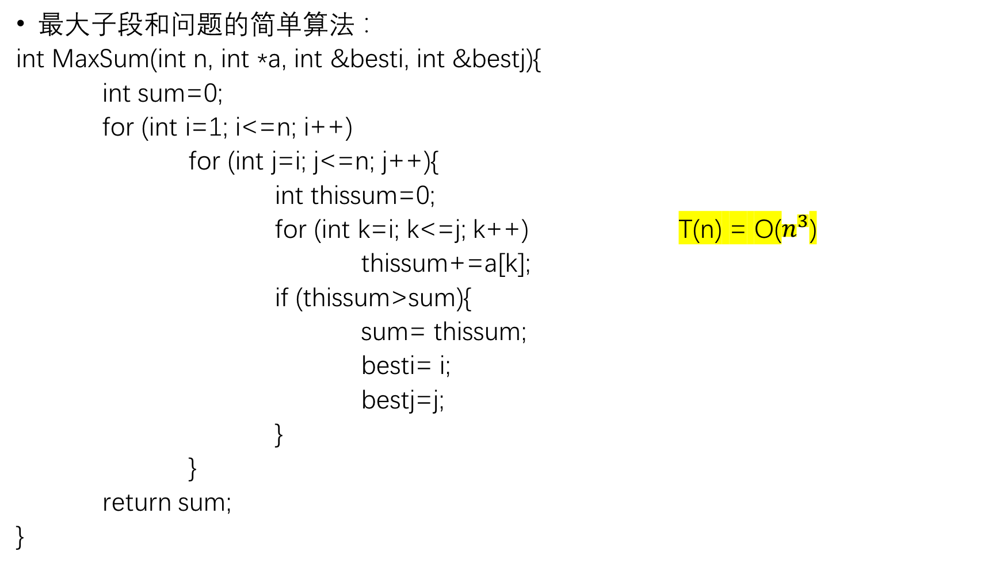 • 最大子段和问题的简单算法：
int MaxSum(int n, int *a, int &besti, int &bestj){
int sum=0;
for (int i=1; i<=n; i++)
for (int j=i; j<=n; j++){
int thissum=0;
for (int k=i; k<=j; k++)
T(n) = O(n³)
thissum+=a[k];
if (thissum>sum){
sum= thissum;
besti= i;
bestj=j;
}
}
return sum;
}